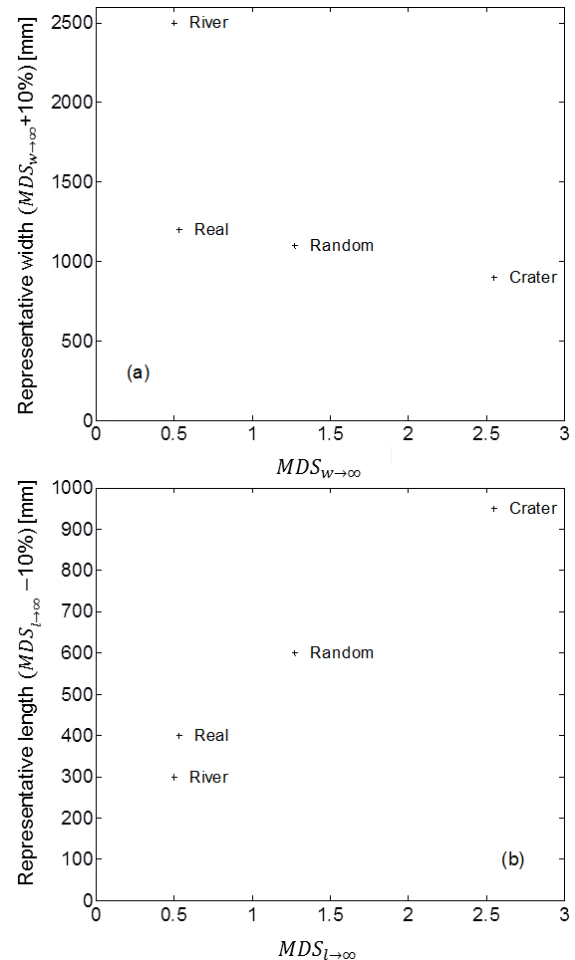 Representative width (MDS_{w→∞}+10%) [mm]
2500
2000
1500
1000
500
0
River
Real
Random
Crater
(a)
0 0.5 1 1.5 2 2.5 3
MDS_{w→∞}
Representative length (MDS_{l→∞} −10%) [mm]
1000
900
800
700
600
500
400
300
200
100
0
Crater
Random
Real
River
(b)
0 0.5 1 1.5 2 2.5 3
MDS_{l→∞}